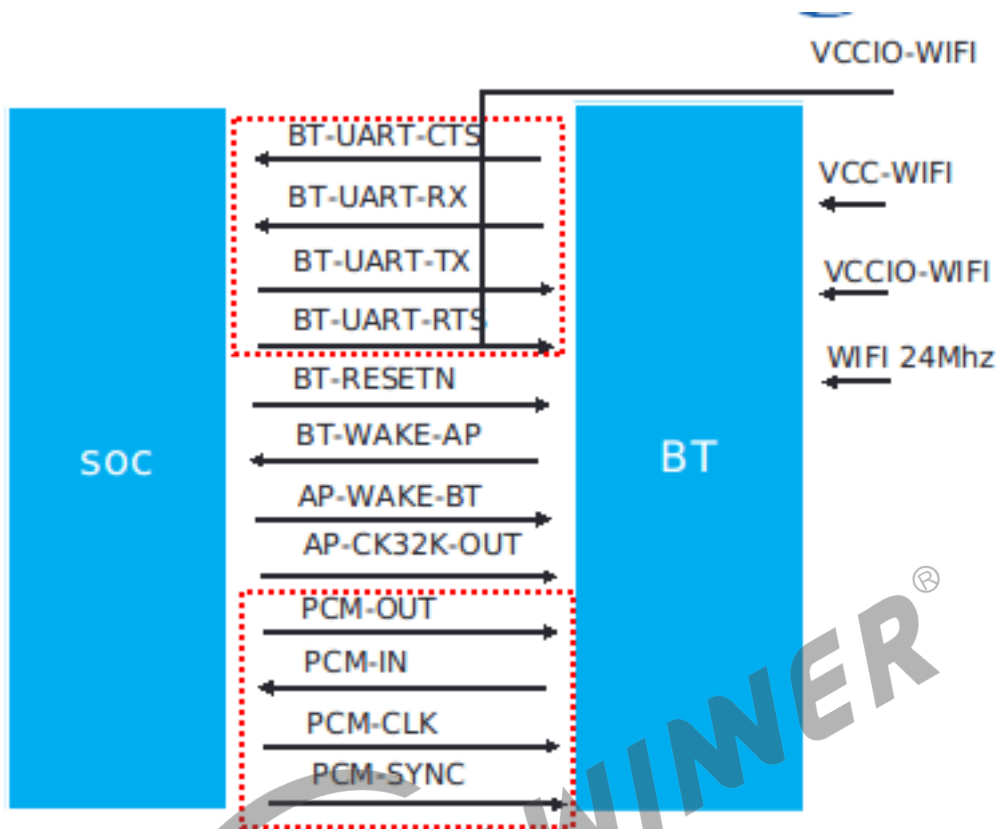 VCCIO-WIFI
BT-UART-CTS
BT-UART-RX
BT-UART-TX
BT-UART-RTS
BT-RESETN
BT-WAKE-AP
AP-WAKE-BT
AP-CK32K-OUT
PCM-OUT
PCM-IN
PCM-CLK
PCM-SYNC
soc
BT
VCC-WIFI
VCCIO-WIFI
WIFI 24Mhz
WINNER®